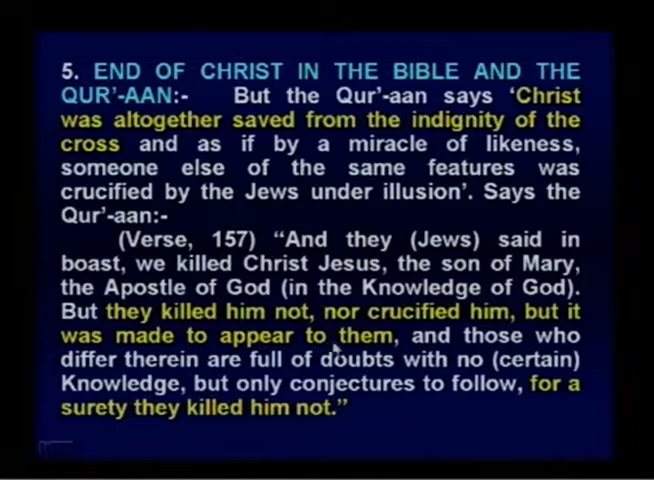 5. END OF CHRIST IN THE BIBLE AND THE
QUR'-AAN:- But the Qur'-aan says ‘Christ
was altogether saved from the indignity of the
cross and as if by a miracle of likeness,
someone else of the same features was
crucified by the Jews under illusion’. Says the
Qur'-aan:-
(Verse, 157) “And they (Jews) said in
boast, we killed Christ Jesus, the son of Mary,
the Apostle of God (in the Knowledge of God).
But they killed him not, nor crucified him, but it
was made to appear to them, and those who
differ therein are full of doubts with no (certain)
Knowledge, but only conjectures to follow, for a
surety they killed him not.”